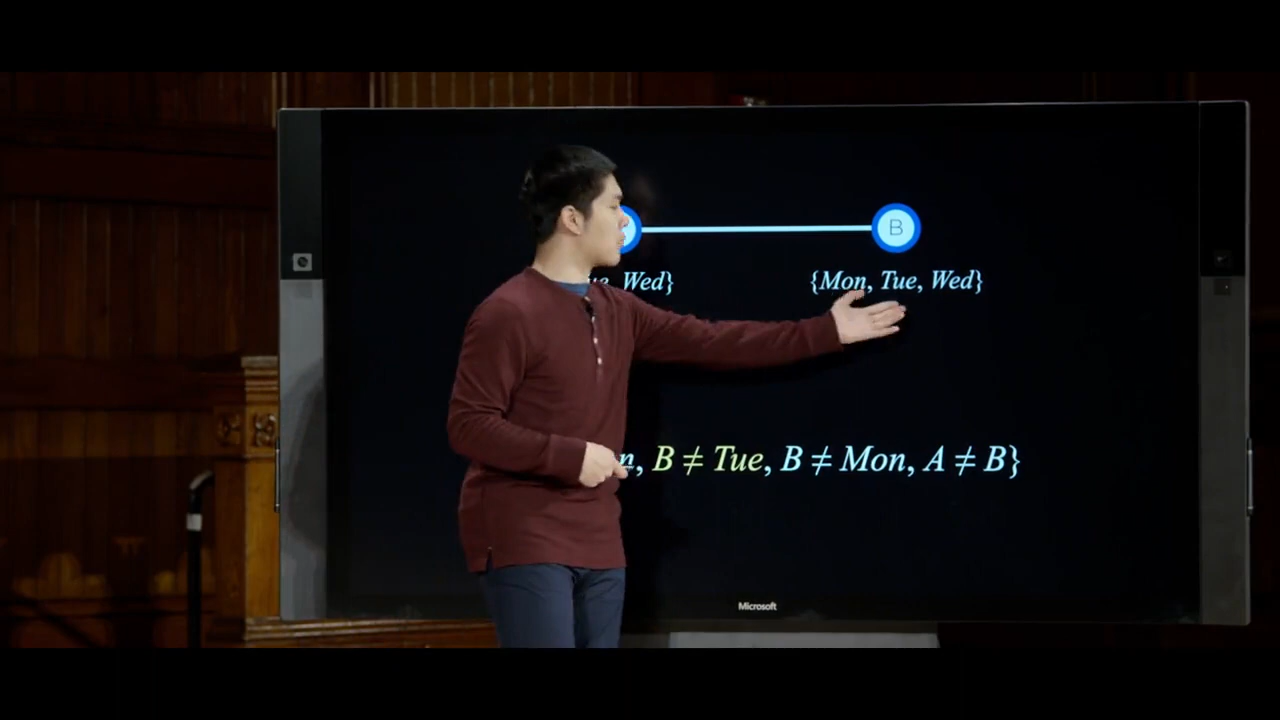 B
Wed} {Mon, Tue, Wed}
B ≠ Tue, B ≠ Mon, A ≠ B}
Microsoft